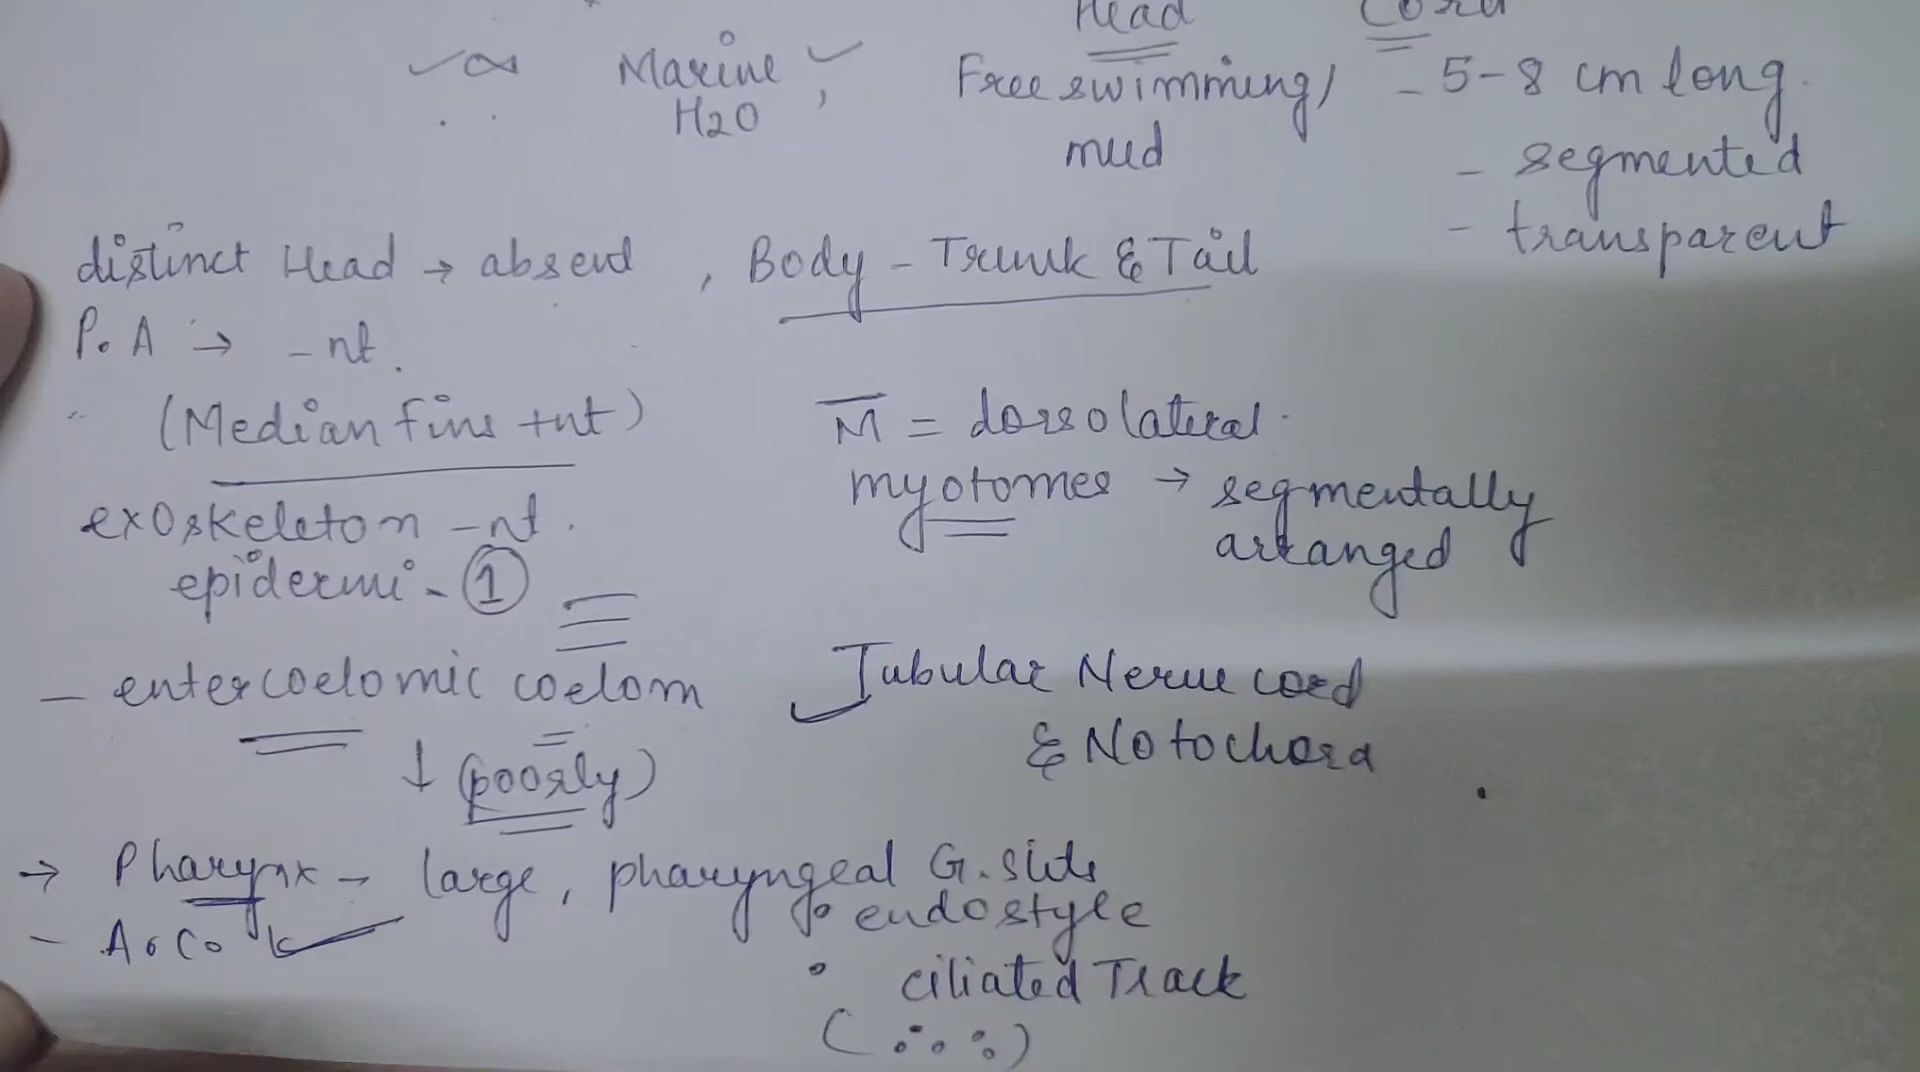 Head Cord
Marine Free swimming/ - 5-8 cm long.
H2O , mud
- segmented
- transparent
distinct Head → absent , Body - Trunk & Tail
P.A → -nt.
(Median fins +nt)
M = dorsolateral
myotomes → segmentally
arranged
exoskeleton -nt.
epidermi - 1
- entercoelomic coelom
↓ (poorly)
Tubular Nerve cord
& Notochord
→ Pharynx - large, pharyngeal G. slits
endostyle
- A.C.
ciliated Track
(∴ )